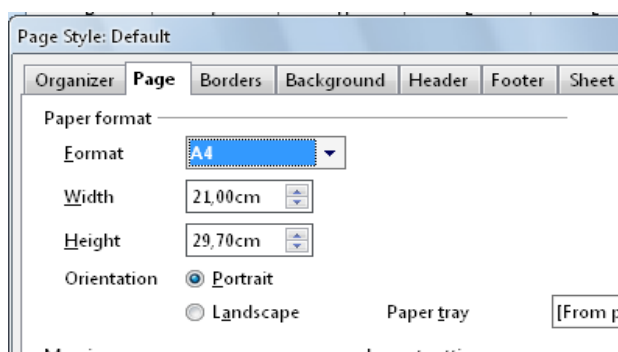 Page Style: Default
Organizer Page Borders Background Header Footer Sheet
Paper format
Format A4
Width 21,00cm
Height 29,70cm
Orientation Portrait
Landscape Paper tray [From